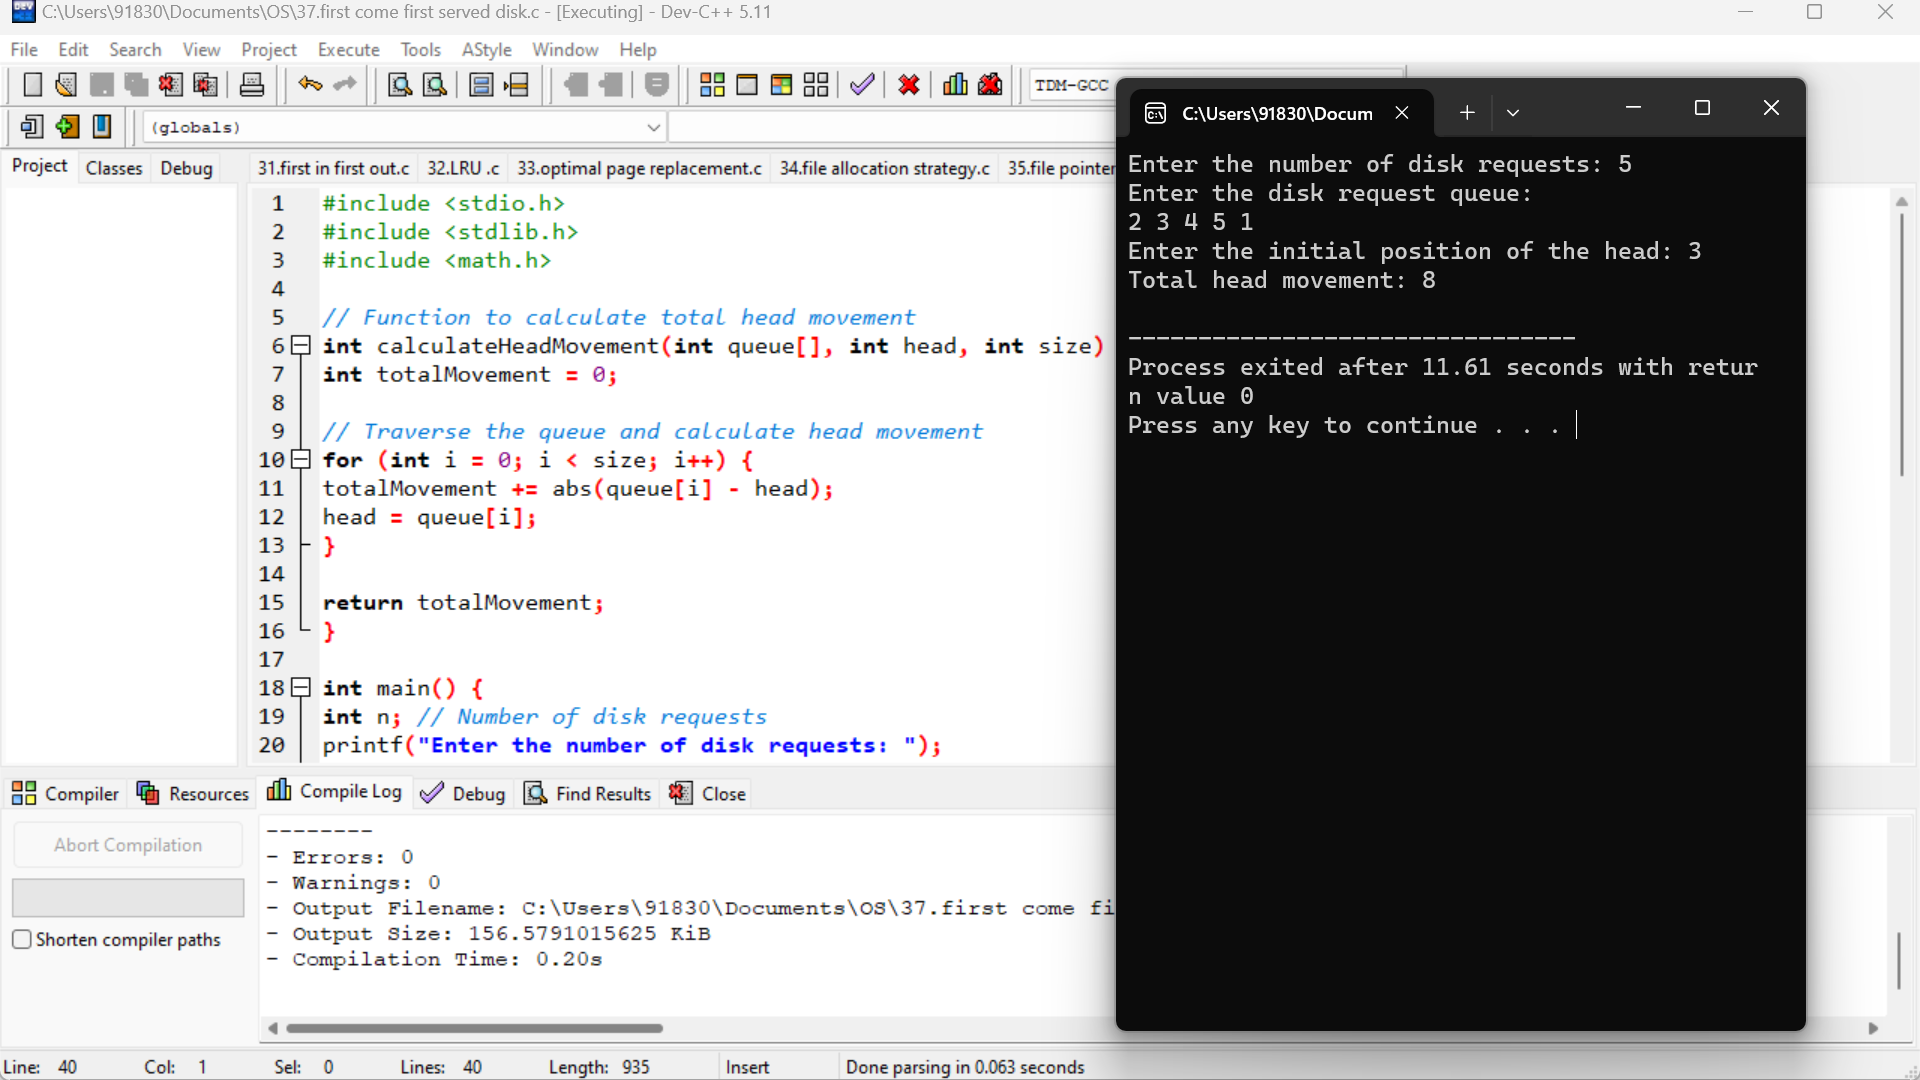 C:\Users\91830\Documents\OS\37.first come first served disk.c - [Executing] - Dev-C++ 5.11
File Edit Search View Project Execute Tools AStyle Window Help
TDM-GCC
(globals)
Project Classes Debug
31.first in first out.c 32.LRU .c 33.optimal page replacement.c 34.file allocation strategy.c 35.file pointer
1 #include <stdio.h>
2 #include <stdlib.h>
3 #include <math.h>
4
5 // Function to calculate total head movement
6 int calculateHeadMovement(int queue[], int head, int size)
7 int totalMovement = 0;
8
9 // Traverse the queue and calculate head movement
10 for (int i = 0; i < size; i++) {
11 totalMovement += abs(queue[i] - head);
12 head = queue[i];
13 }
14
15 return totalMovement;
16 }
17
18 int main() {
19 int n; // Number of disk requests
20 printf("Enter the number of disk requests: ");
C:\Users\91830\Docum
Enter the number of disk requests: 5
Enter the disk request queue:
2 3 4 5 1
Enter the initial position of the head: 3
Total head movement: 8
--------------------------------
Process exited after 11.61 seconds with retur
n value 0
Press any key to continue . . .
Compiler Resources Compile Log Debug Find Results Close
Abort Compilation
Shorten compiler paths
--------
- Errors: 0
- Warnings: 0
- Output Filename: C:\Users\91830\Documents\OS\37.first come fi
- Output Size: 156.5791015625 KiB
- Compilation Time: 0.20s
Line: 40 Col: 1 Sel: 0 Lines: 40 Length: 935 Insert Done parsing in 0.063 seconds